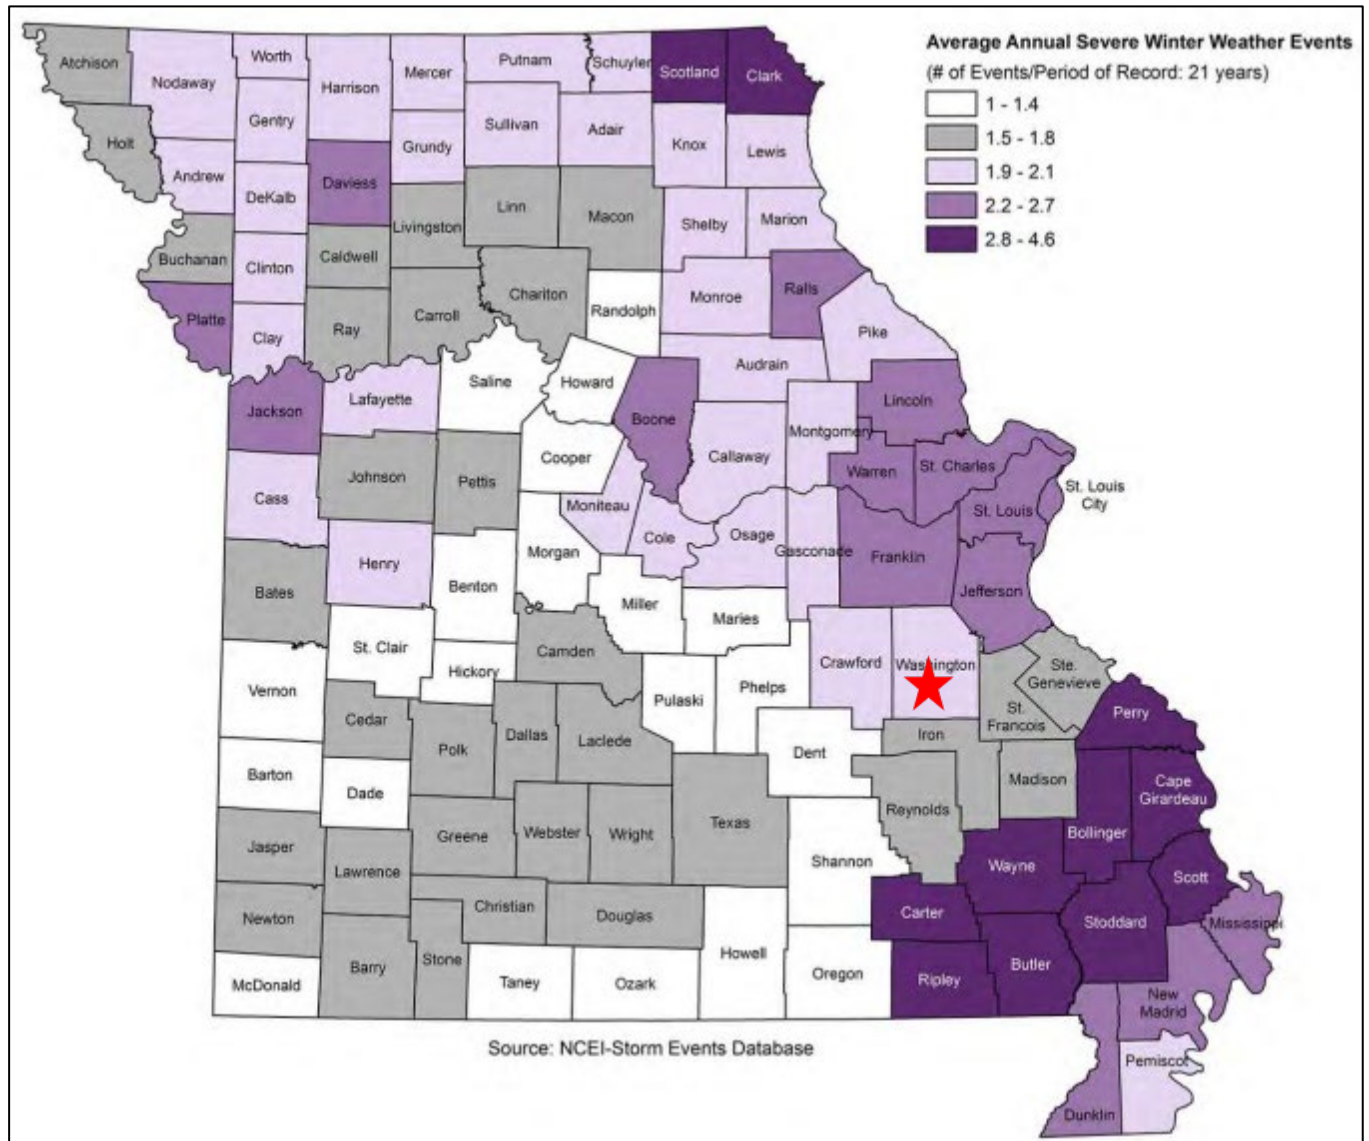 Average Annual Severe Winter Weather Events
(# of Events/Period of Record: 21 years)
1 - 1.4
1.5 - 1.8
1.9 - 2.1
2.2 - 2.7
2.8 - 4.6
Atchison
Nodaway
Worth
Harrison
Mercer
Putnam
Schuyler
Scotland
Clark
Holt
Gentry
Sullivan
Adair
Knox
Lewis
Andrew
DeKalb
Daviess
Grundy
Linn
Macon
Shelby
Marion
Buchanan
Clinton
Caldwell
Livingston
Chariton
Randolph
Monroe
Ralls
Platte
Clay
Ray
Carroll
Pike
Audrain
Jackson
Lafayette
Saline
Howard
Boone
Lincoln
Callaway
Montgomery
Warren
St. Charles
Cooper
Cass
Johnson
Pettis
Moniteau
Cole
Osage
Gasconade
Franklin
St. Louis
St. Louis
City
Henry
Morgan
Bates
Benton
Miller
Maries
Jefferson
St. Clair
Hickory
Camden
Pulaski
Phelps
Crawford
Washington
Ste.
Genevieve
St.
Francois
Perry
Vernon
Cedar
Polk
Dallas
Laclede
Dent
Iron
Madison
Cape
Girardeau
Barton
Dade
Greene
Webster
Wright
Texas
Reynolds
Bollinger
Jasper
Lawrence
Shannon
Wayne
Scott
Newton
Christian
Douglas
Carter
Stoddard
Mississippi
McDonald
Barry
Stone
Taney
Ozark
Howell
Oregon
Ripley
Butler
New
Madrid
Pemiscot
Dunklin
Source: NCEI-Storm Events Database